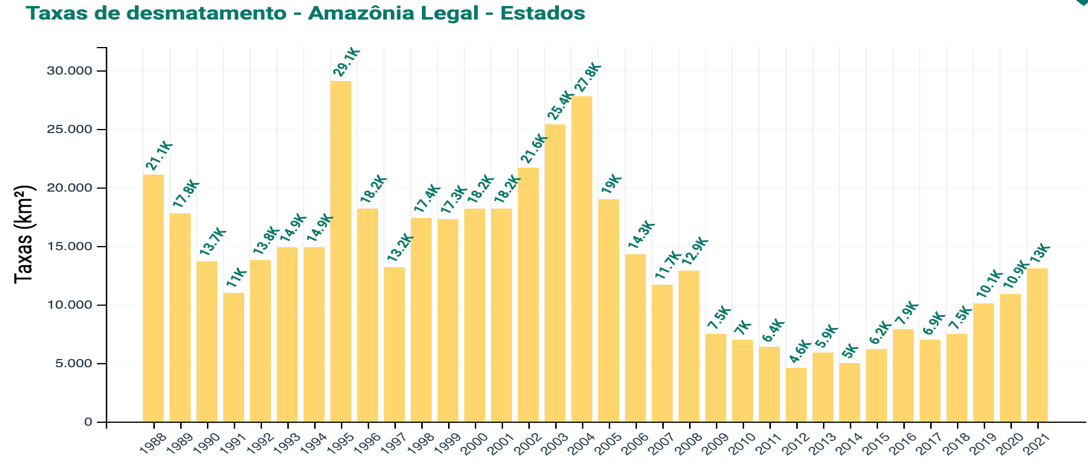 Taxas de desmatamento - Amazônia Legal - Estados
Taxas (km²)
30.000
25.000
20.000
15.000
10.000
5.000
0
21.1K
17.8K
13.7K
11K
13.8K
14.9K
14.9K
29.1K
18.2K
13.2K
17.4K
17.3K
18.2K
18.2K
21.6K
25.4K
27.8K
19K
14.3K
11.7K
12.9K
7.5K
7K
6.4K
4.6K
5.9K
5K
6.2K
7.9K
6.9K
7.5K
10.1K
10.9K
13K
1988
1989
1990
1991
1992
1993
1994
1995
1996
1997
1998
1999
2000
2001
2002
2003
2004
2005
2006
2007
2008
2009
2010
2011
2012
2013
2014
2015
2016
2017
2018
2019
2020
2021